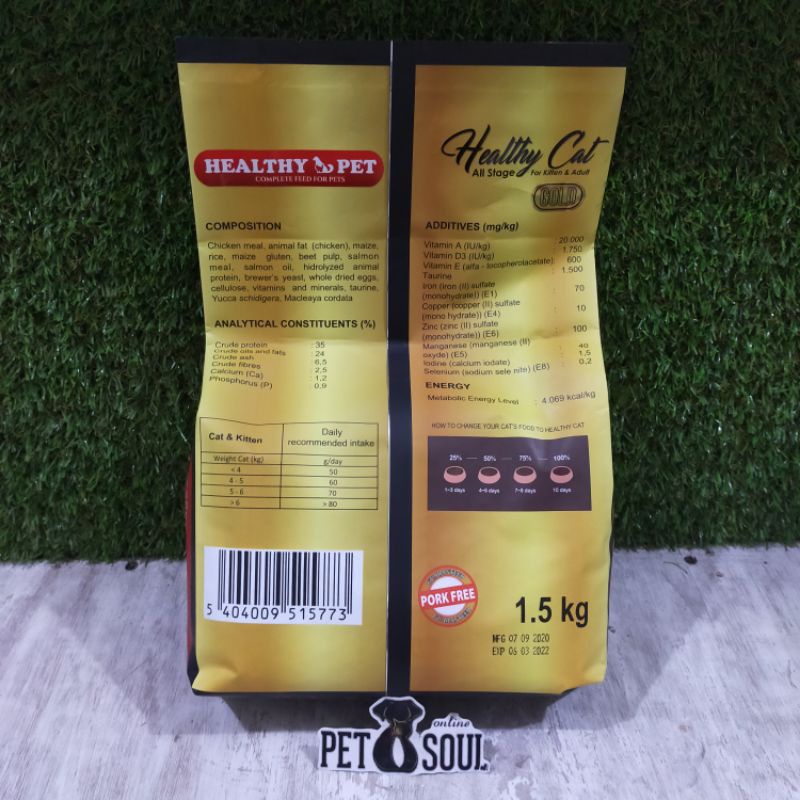 HEALTHY PET
COMPLETE FEED FOR PETS
COMPOSITION
Chicken meal, animal fat (chicken), maize,
rice, maize gluten, beet pulp, salmon
meal, salmon oil, hidrolyzed animal
protein, brewer's yeast, whole dried eggs,
cellulose, vitamins and minerals, taurine,
Yucca schidigera, Macleaya cordata
ANALYTICAL CONSTITUENTS (%)
Crude protein : 35
Crude oils and fats : 24
Crude ash : 6,5
Crude fibres : 2,5
Calcium (Ca) : 1,2
Phosphorus (P) : 0,9
Cat & Kitten Daily
recommended intake
Weight Cat (kg) g/day
< 4 50
4 - 5 60
5 - 6 70
> 6 > 80
5 404009 515773
Healthy Cat
All Stage For Kitten & Adult
GOLD
ADDITIVES (mg/kg)
Vitamin A (IU/kg) : 20.000
Vitamin D3 (IU/kg) : 1.750
Vitamin E (alfa - tocopherolacetate) : 600
Taurine : 1.500
Iron (iron (II) sulfate
(monohydrate)) (E1) : 70
Copper (copper (II) sulfate
(mono hydrate)) (E4) : 10
Zinc (zinc (II) sulfate
(monohydrate)) (E6) : 100
Manganese (manganese (II)
oxyde) (E5) : 40
Iodine (calcium iodate) : 1,5
Selenium (sodium sele nite) (E8) : 0,2
ENERGY
Metabolic Energy Level : 4.069 kcal/kg
HOW TO CHANGE YOUR CAT'S FOOD TO HEALTHY CAT
25% 50% 75% 100%
1-3 days 4-6 days 7-9 days 10 days
PORK FREE
1.5 kg
MFG 07 09 2020
EXP 06 03 2022
online
PET SOUL